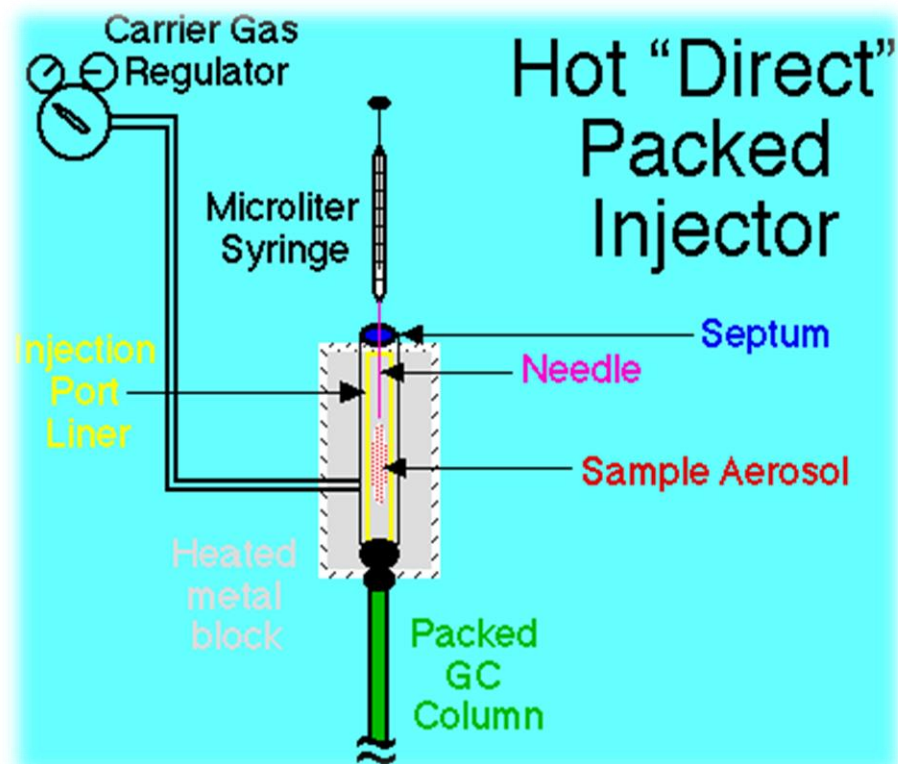 Carrier Gas
Regulator
Hot “Direct”
Packed
Injector
Microliter
Syringe
Septum
Injection
Port
Liner
Needle
Sample Aerosol
Heated
metal
block
Packed
GC
Column